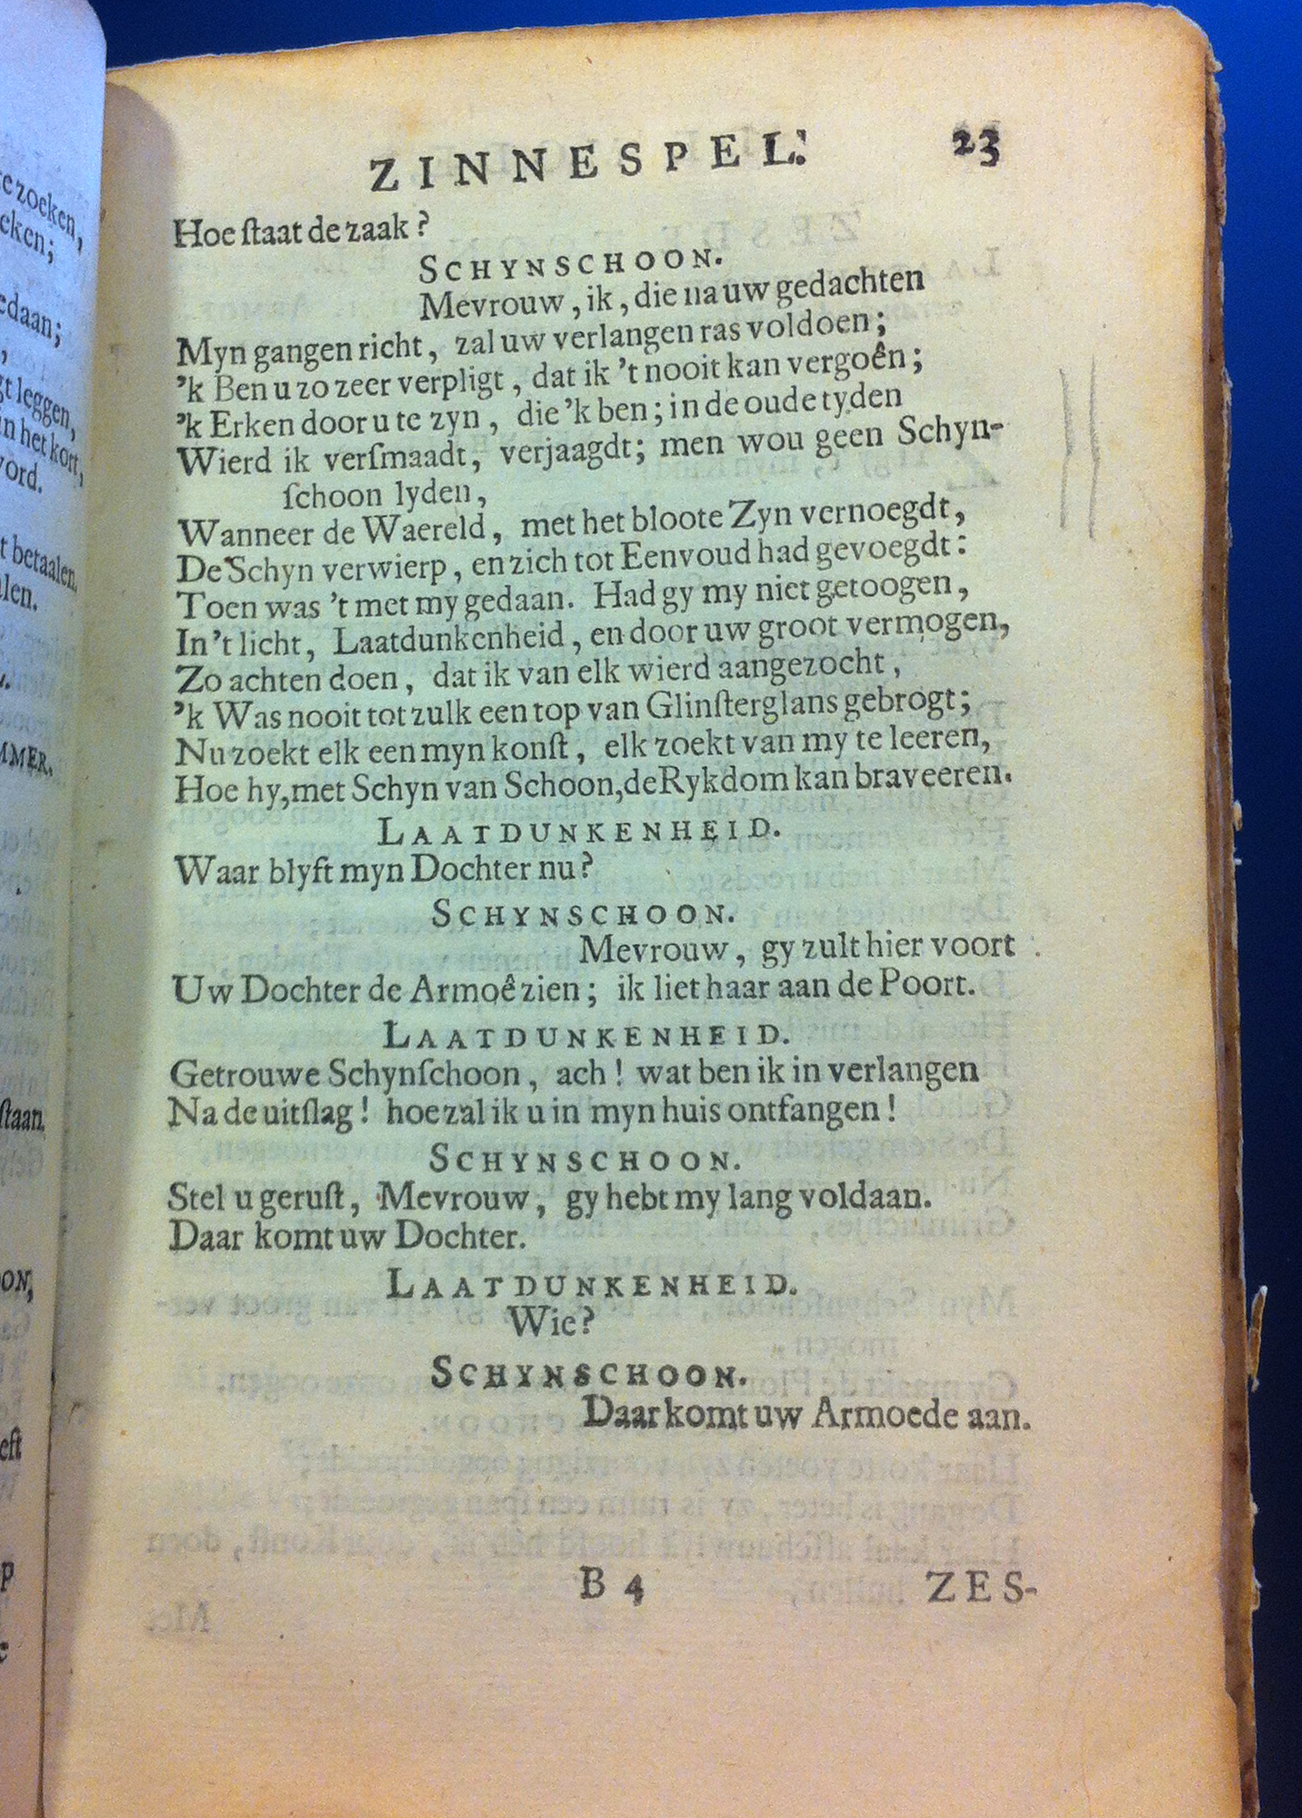 ZINNESPEL. 23
Hoe ſtaat de zaak?
SCHYNSCHOON.
Mevrouw, ik, die na uw gedachten
Myn gangen richt, zal uw verlangen ras voldoen;
'k Ben u zo zeer verpligt, dat ik 't nooit kan vergoên;
'k Erken door u te zyn, die 'k ben; in de oude tyden
Wierd ik verſmaadt, verjaagdt; men wou geen Schyn-
ſchoon lyden,
Wanneer de Waereld, met het bloote Zyn vernoegdt,
De Schyn verwierp, en zich tot Eenvoud had gevoegdt:
Toen was 't met my gedaan. Had gy my niet getoogen,
In 't licht, Laatdunkenheid, en door uw groot vermogen,
Zo achten doen, dat ik van elk wierd aangezocht,
'k Was nooit tot zulk een top van Glinſterglans gebrogt;
Nu zoekt elk een myn konſt, elk zoekt van my te leeren,
Hoe hy, met Schyn van Schoon, de Rykdom kan braveeren.
LAATDUNKENHEID.
Waar blyft myn Dochter nu?
SCHYNSCHOON.
Mevrouw, gy zult hier voort
Uw Dochter de Armoê zien; ik liet haar aan de Poort.
LAATDUNKENHEID.
Getrouwe Schynſchoon, ach! wat ben ik in verlangen
Na de uitſlag! hoe zal ik u in myn huis ontfangen!
SCHYNSCHOON.
Stel u geruſt, Mevrouw, gy hebt my lang voldaan.
Daar komt uw Dochter.
LAATDUNKENHEID.
Wie?
SCHYNSCHOON.
Daar komt uw Armoede aan.
B 4 ZES-